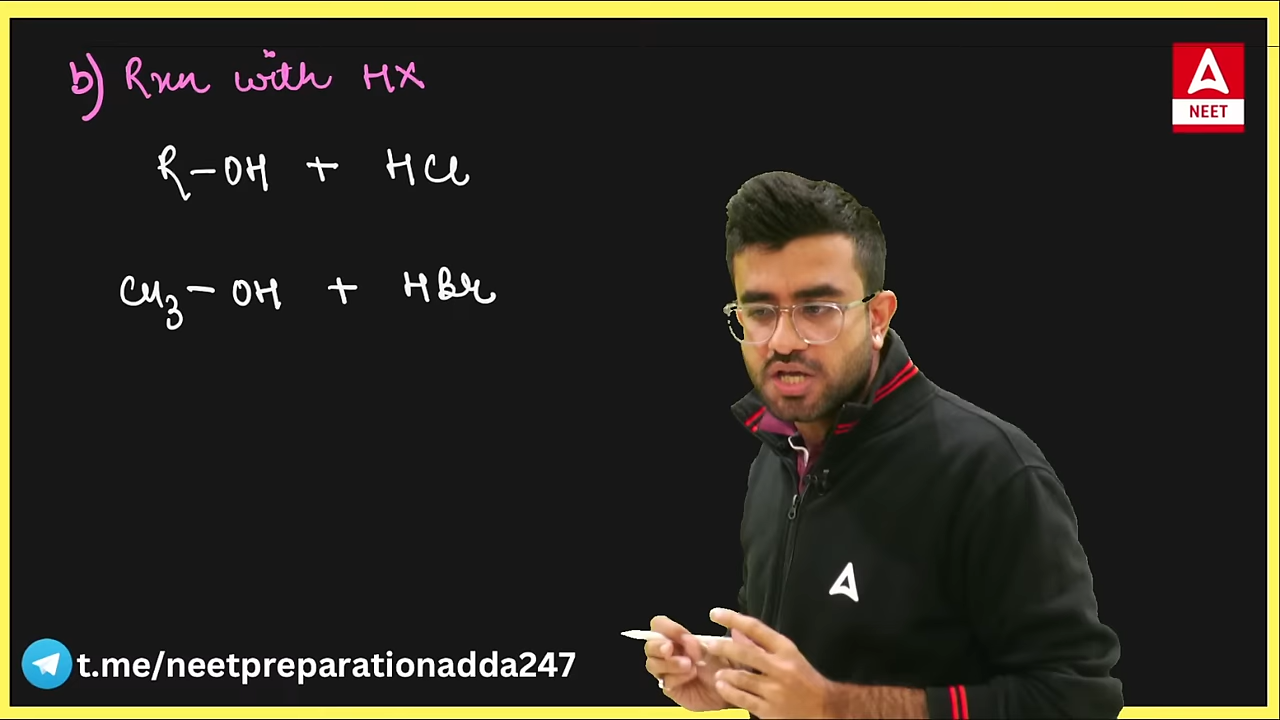 b) Rxn with HX
NEET
R-OH + HCl
CH3- OH + HBr
t.me/neetpreparationadda247